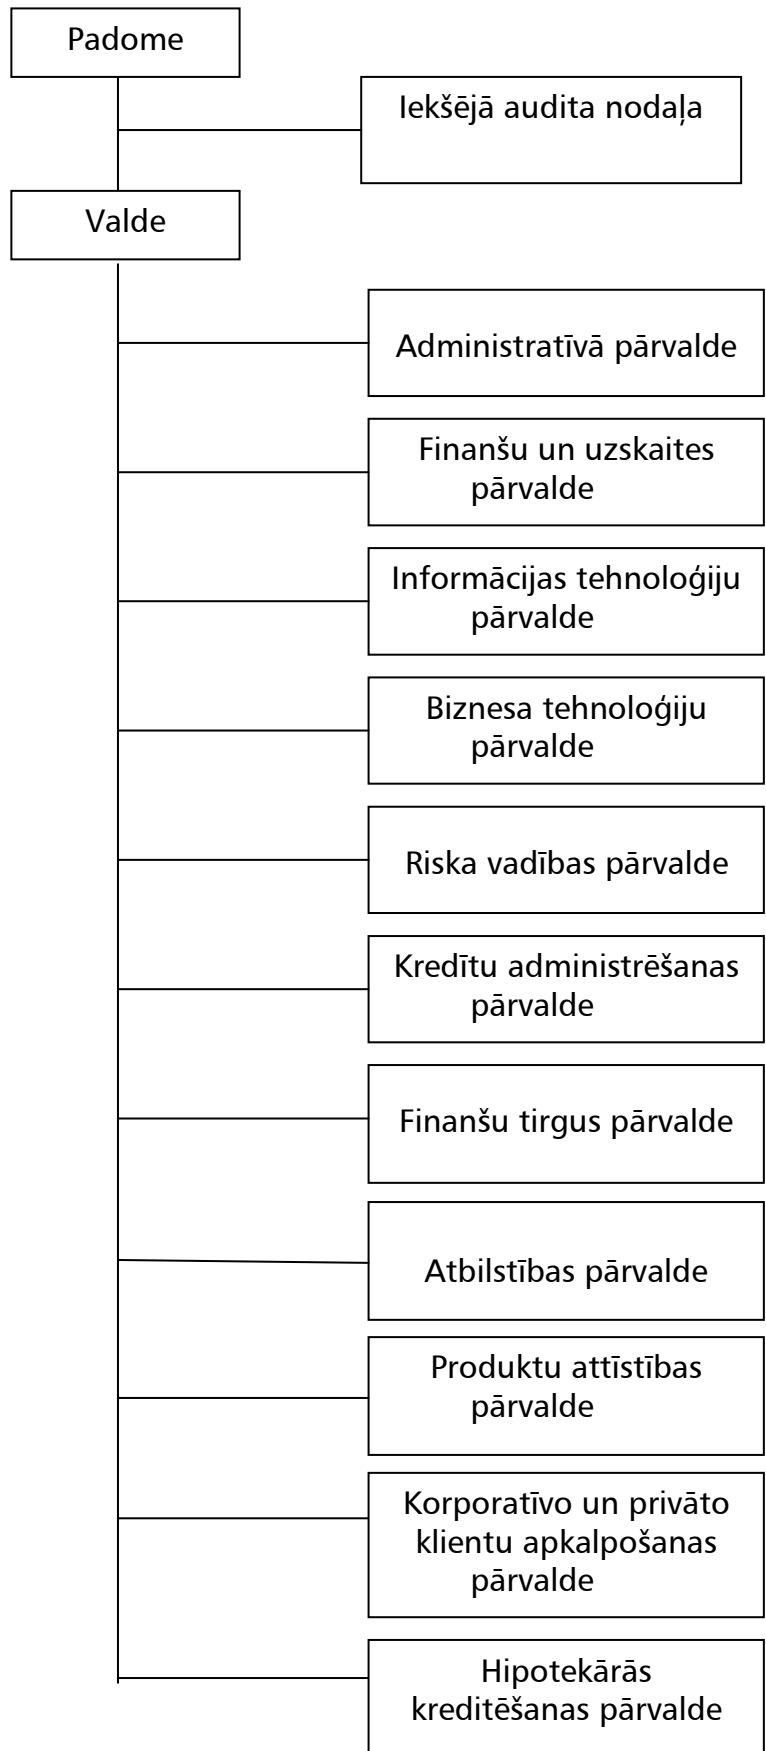 Padome
Iekšējā audita nodaļa
Valde
Administratīvā pārvalde
Finanšu un uzskaites
pārvalde
Informācijas tehnoloģiju
pārvalde
Biznesa tehnoloģiju
pārvalde
Riska vadības pārvalde
Kredītu administrēšanas
pārvalde
Finanšu tirgus pārvalde
Atbilstības pārvalde
Produktu attīstības
pārvalde
Korporatīvo un privāto
klientu apkalpošanas
pārvalde
Hipotekārās
kreditēšanas pārvalde